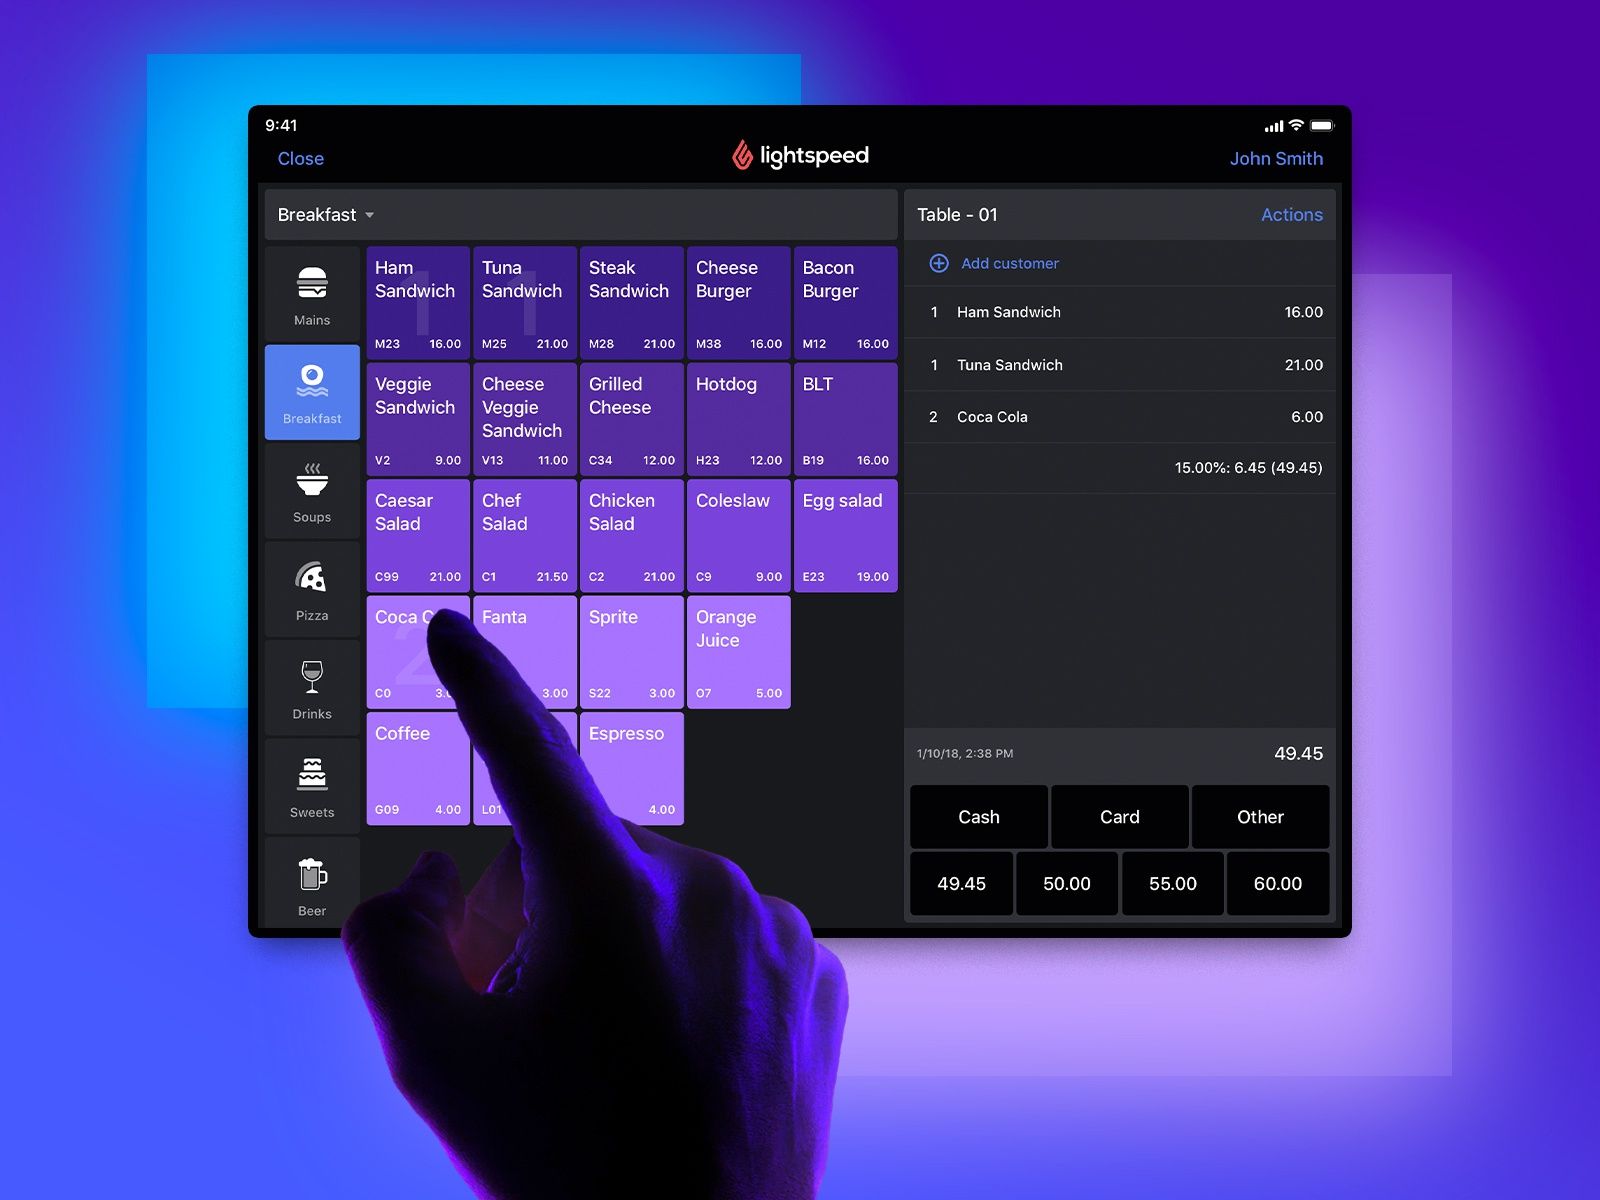 9:41
Close
lightspeed
John Smith
Breakfast
Table - 01
Actions
Add customer
1 Ham Sandwich 16.00
1 Tuna Sandwich 21.00
2 Coca Cola 6.00
15.00%: 6.45 (49.45)
1/10/18, 2:38 PM
49.45
Cash
Card
Other
49.45
50.00
55.00
60.00
Mains
Breakfast
Soups
Pizza
Drinks
Sweets
Beer
Ham
Sandwich
1
M23 16.00
Tuna
Sandwich
1
M25 21.00
Steak
Sandwich
M28 21.00
Cheese
Burger
M38 16.00
Bacon
Burger
M12 16.00
Veggie
Sandwich
V2 9.00
Cheese
Veggie
Sandwich
V13 11.00
Grilled
Cheese
C34 12.00
Hotdog
H23 12.00
BLT
B19 16.00
Caesar
Salad
C99 21.00
Chef
Salad
C1 21.50
Chicken
Salad
C2 21.00
Coleslaw
C9 9.00
Egg salad
E23 19.00
Coca
2
C0
Fanta
3.00
Sprite
S22 3.00
Orange
Juice
O7 5.00
Coffee
G09 4.00
L01
Espresso
4.00